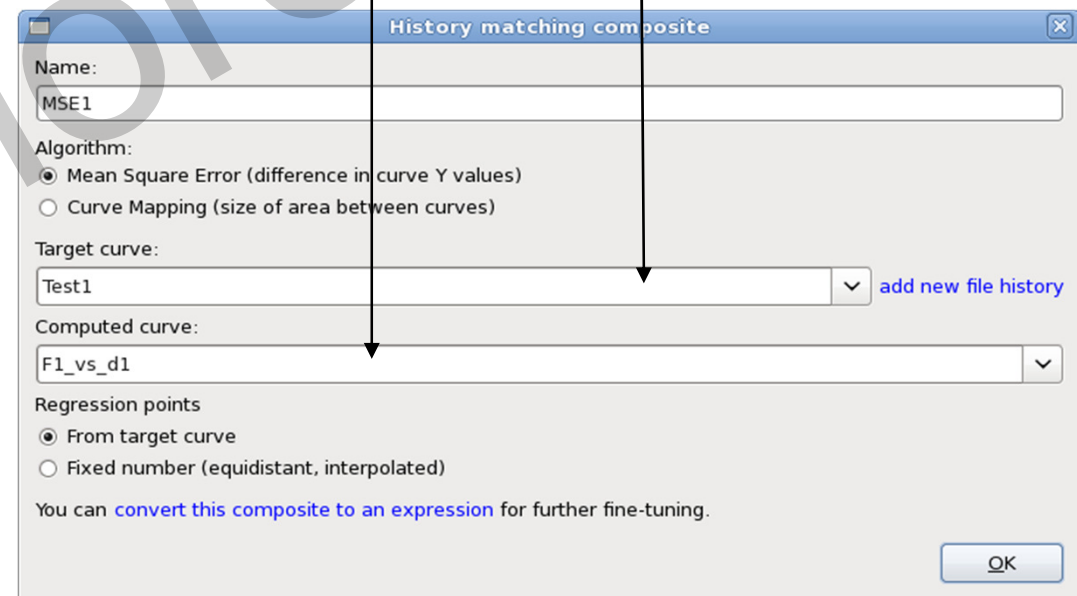 History matching composite
Name:
MSE1
Algorithm:
Mean Square Error (difference in curve Y values)
Curve Mapping (size of area between curves)
Target curve:
Test1
add new file history
Computed curve:
F1_vs_d1
Regression points
From target curve
Fixed number (equidistant, interpolated)
You can convert this composite to an expression for further fine-tuning.
OK